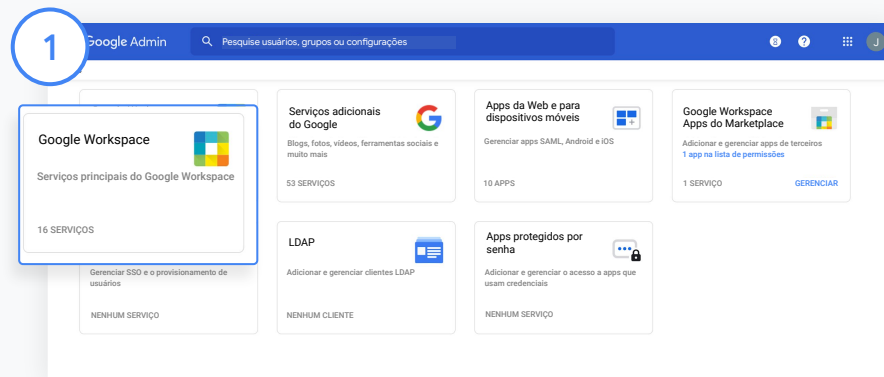 1
Google Admin
Pesquise usuários, grupos ou configurações
J
Google Workspace
Serviços principais do Google Workspace
16 SERVIÇOS
Serviços adicionais
do Google
Blogs, fotos, vídeos, ferramentas sociais e
muito mais
53 SERVIÇOS
Apps da Web e para
dispositivos móveis
Gerenciar apps SAML, Android e iOS
10 APPS
Google Workspace
Apps do Marketplace
Adicionar e gerenciar apps de terceiros
1 app na lista de permissões
1 SERVIÇO
GERENCIAR
Gerenciar SSO e o provisionamento de
usuários
NENHUM SERVIÇO
LDAP
Adicionar e gerenciar clientes LDAP
NENHUM CLIENTE
Apps protegidos por
senha
Adicionar e gerenciar o acesso a apps que
usam credenciais
NENHUM SERVIÇO